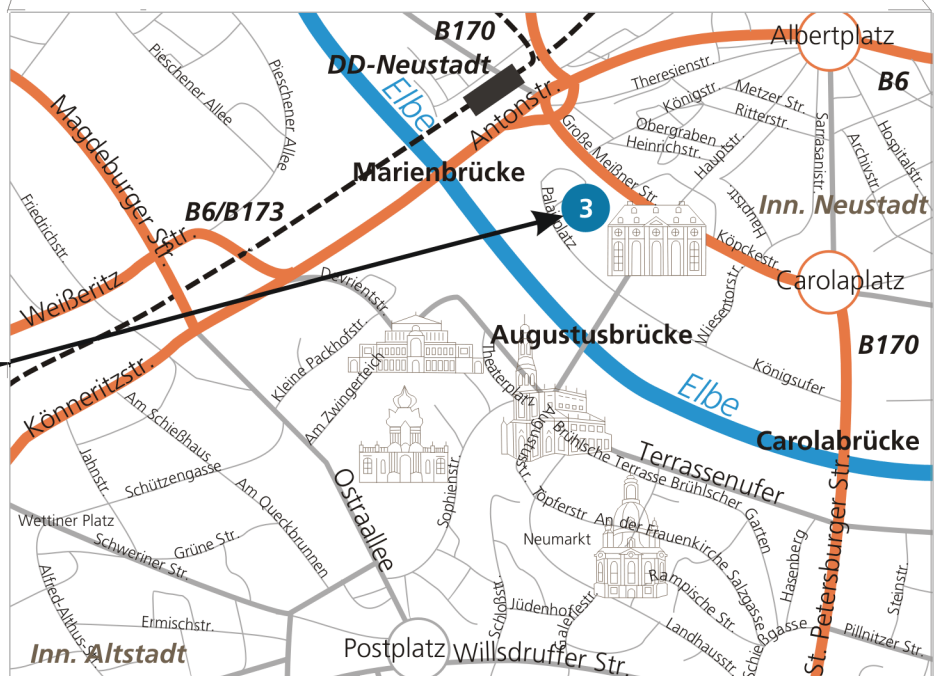 B170
Albertplatz
DD-Neustadt
B6
Pieschener Allee
Pieschener Allee
Elbe
Antonstr.
Theresienstr.
Königstr.
Metzer Str.
Ritterstr.
Obergraben
Heinrichstr.
Hauptstr.
Sarrasanistr.
Archivstr.
Hospitalstr.
Magdeburger Str.
Große Meißner Str.
Marienbrücke
Friedrichstr.
B6/B173
Palaisplatz
3
Hauptstr.
Inn. Neustadt
Köpckestr.
Weißeritz
str.
Devrientstr.
Carolaplatz
Wiesentorstr.
Augustusbrücke
B170
Kleine Packhofstr.
Theaterplatz
Königsufer
Könneritzstr.
Am Zwingerteich
Elbe
Am Schießhaus
Augustusstr.
Carolabrücke
Brühlsche Terrasse
Brühlscher Garten
Terrassenufer
Jahnstr.
Schützengasse
Sophienstr.
Ostraallee
Am Queckbrunnen
Töpferstr.
An der Frauenkirche
Wettiner Platz
Neumarkt
Schweriner Str.
Grüne Str.
Salzgasse
Hasenberg
St. Petersburger Str.
Steinstr.
Alfred-Althus-S
Rampische Str.
Jüdenhof
Schloßstr.
Galeriestr.
Ermischstr.
Landhausstr.
Schießgasse
Pillnitzer Str.
Inn. Altstadt
Postplatz
Willsdruffer Str.